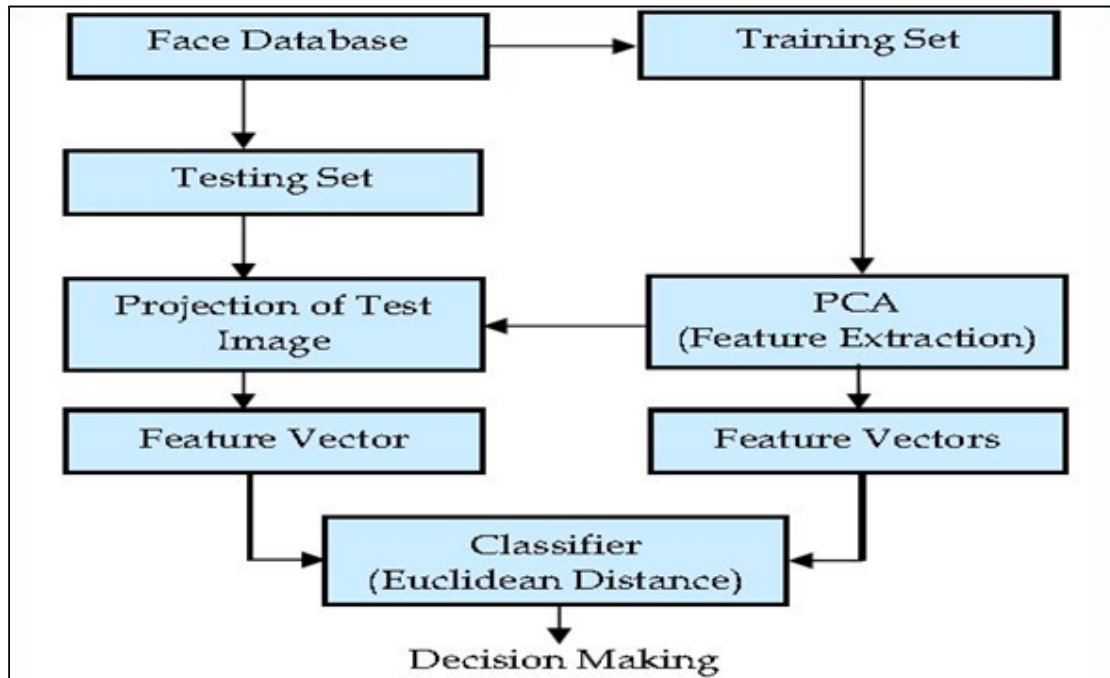 Face Database
Training Set
Testing Set
Projection of Test
Image
PCA
(Feature Extraction)
Feature Vector
Feature Vectors
Classifier
(Euclidean Distance)
Decision Making